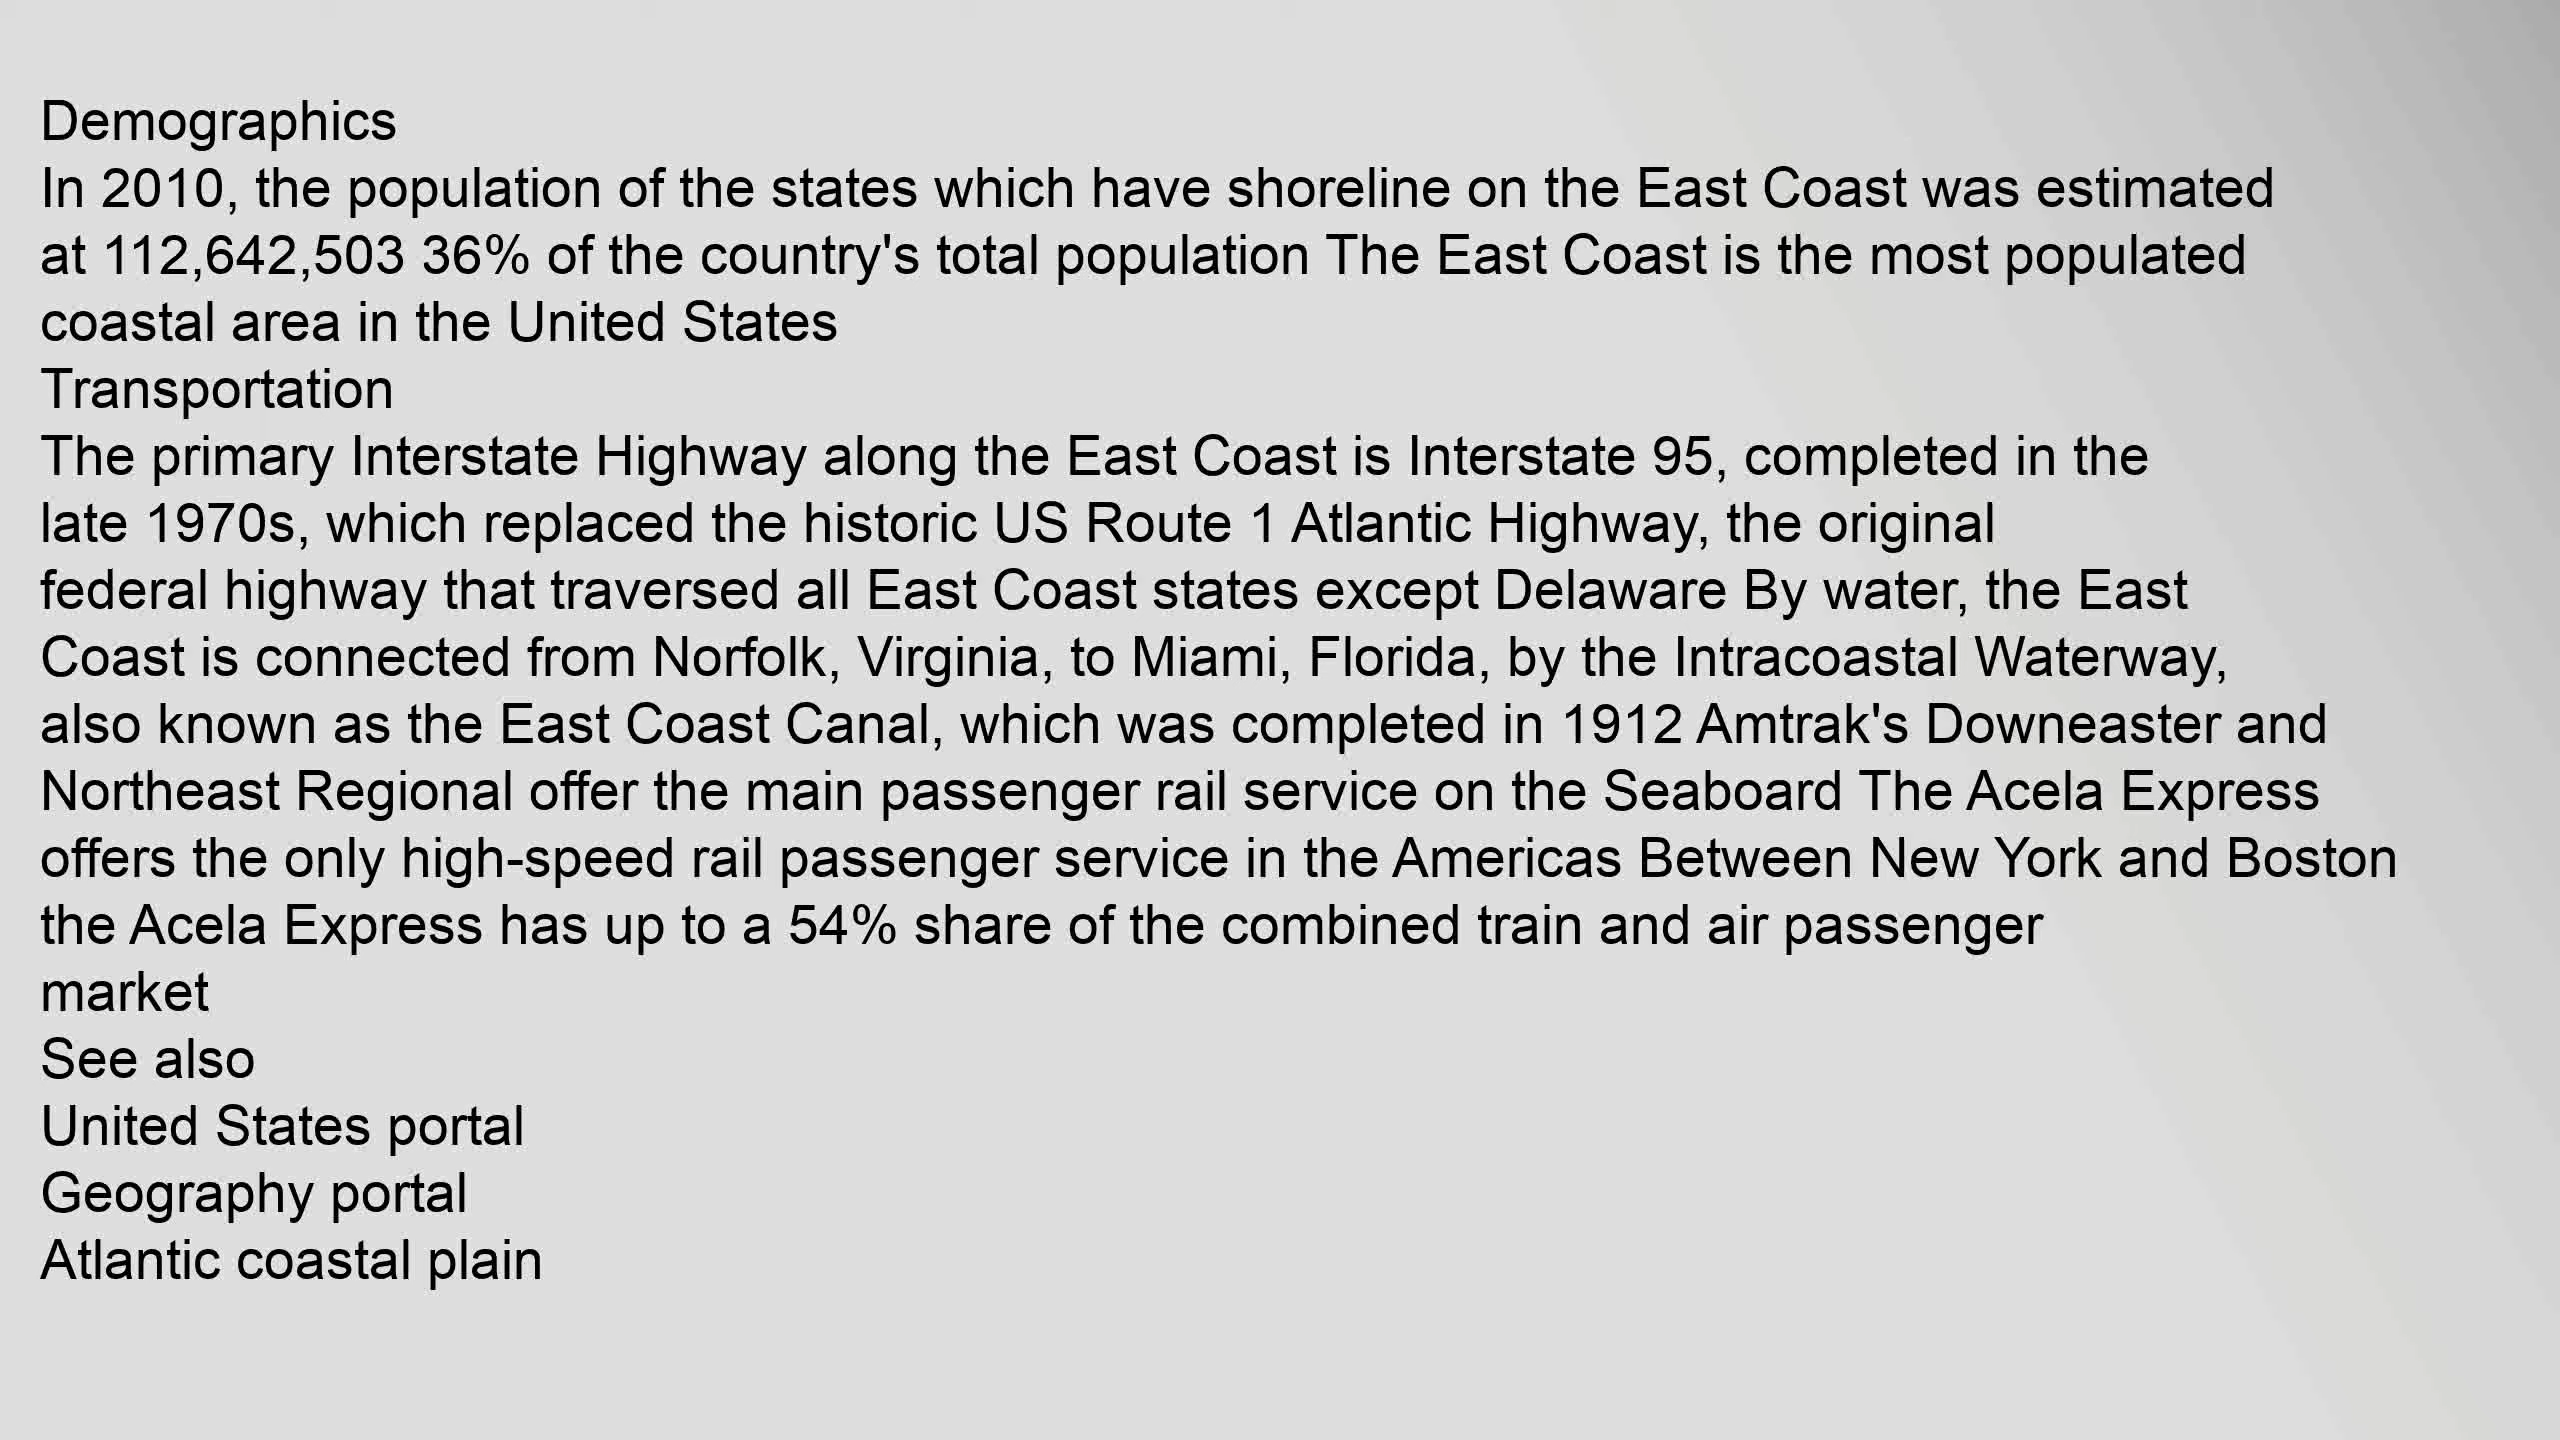 Demographics
In 2010, the population of the states which have shoreline on the East Coast was estimated
at 112,642,503 36% of the country's total population The East Coast is the most populated
coastal area in the United States
Transportation
The primary Interstate Highway along the East Coast is Interstate 95, completed in the
late 1970s, which replaced the historic US Route 1 Atlantic Highway, the original
federal highway that traversed all East Coast states except Delaware By water, the East
Coast is connected from Norfolk, Virginia, to Miami, Florida, by the Intracoastal Waterway,
also known as the East Coast Canal, which was completed in 1912 Amtrak's Downeaster and
Northeast Regional offer the main passenger rail service on the Seaboard The Acela Express
offers the only high-speed rail passenger service in the Americas Between New York and Boston
the Acela Express has up to a 54% share of the combined train and air passenger
market
See also
United States portal
Geography portal
Atlantic coastal plain